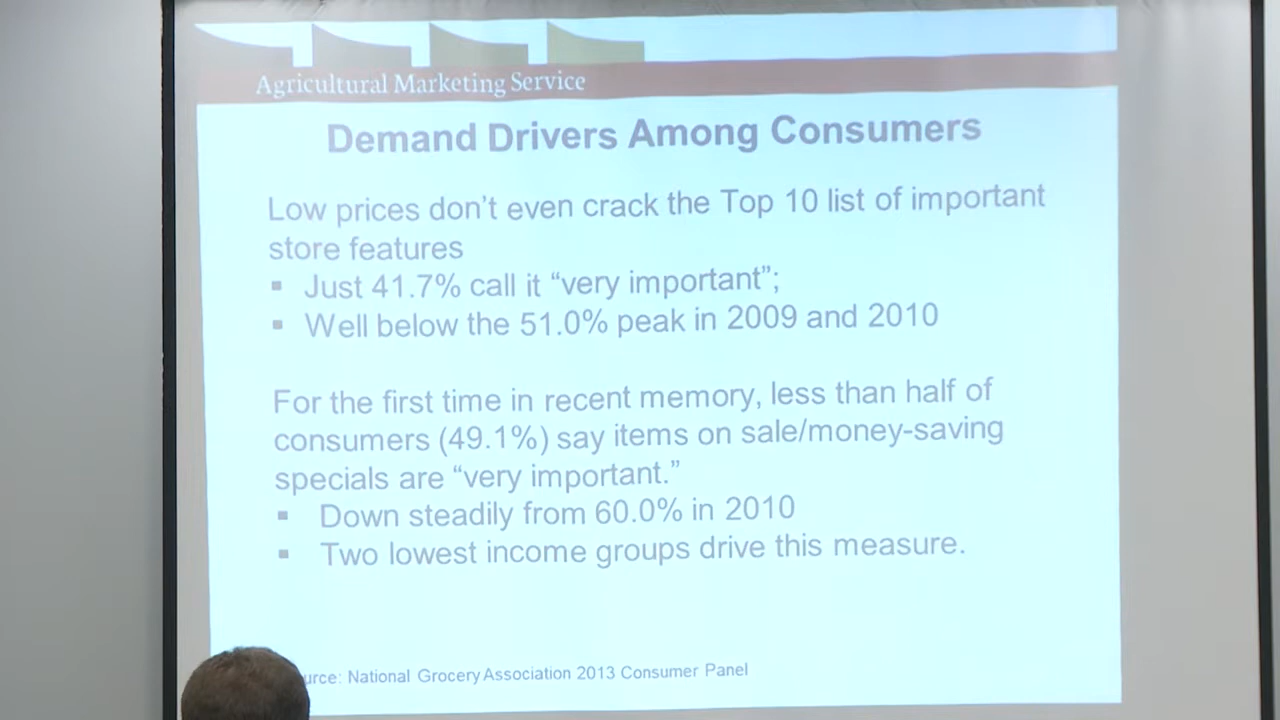 Agricultural Marketing Service
Demand Drivers Among Consumers
Low prices don't even crack the Top 10 list of important
store features
▪ Just 41.7% call it “very important”;
▪ Well below the 51.0% peak in 2009 and 2010
For the first time in recent memory, less than half of
consumers (49.1%) say items on sale/money-saving
specials are “very important.”
▪ Down steadily from 60.0% in 2010
▪ Two lowest income groups drive this measure.
urce: National Grocery Association 2013 Consumer Panel